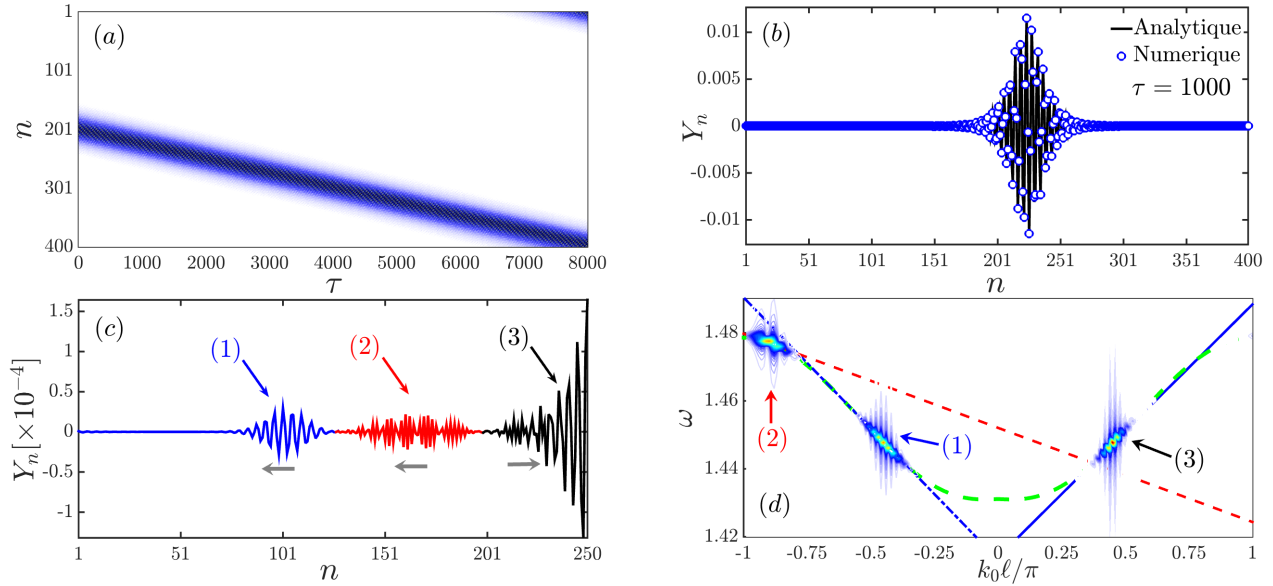 (a)
1
101
201
301
400
n
0 1000 2000 3000 4000 5000 6000 7000 8000
τ
(b)
Analytique
Numerique
τ = 1000
0.01
0.005
0
-0.005
-0.01
Yₙ
1 51 101 151 201 251 301 351 400
n
(c)
(1)
(2)
(3)
1.5
1
0.5
0
-0.5
-1
Yₙ[×10⁻⁴]
1 51 101 151 201 250
n
1.48
1.46
1.44
1.42
ω
(2)
(1)
(3)
(d)
-1 -0.75 -0.5 -0.25 0 0.25 0.5 0.75 1
k₀ℓ/π